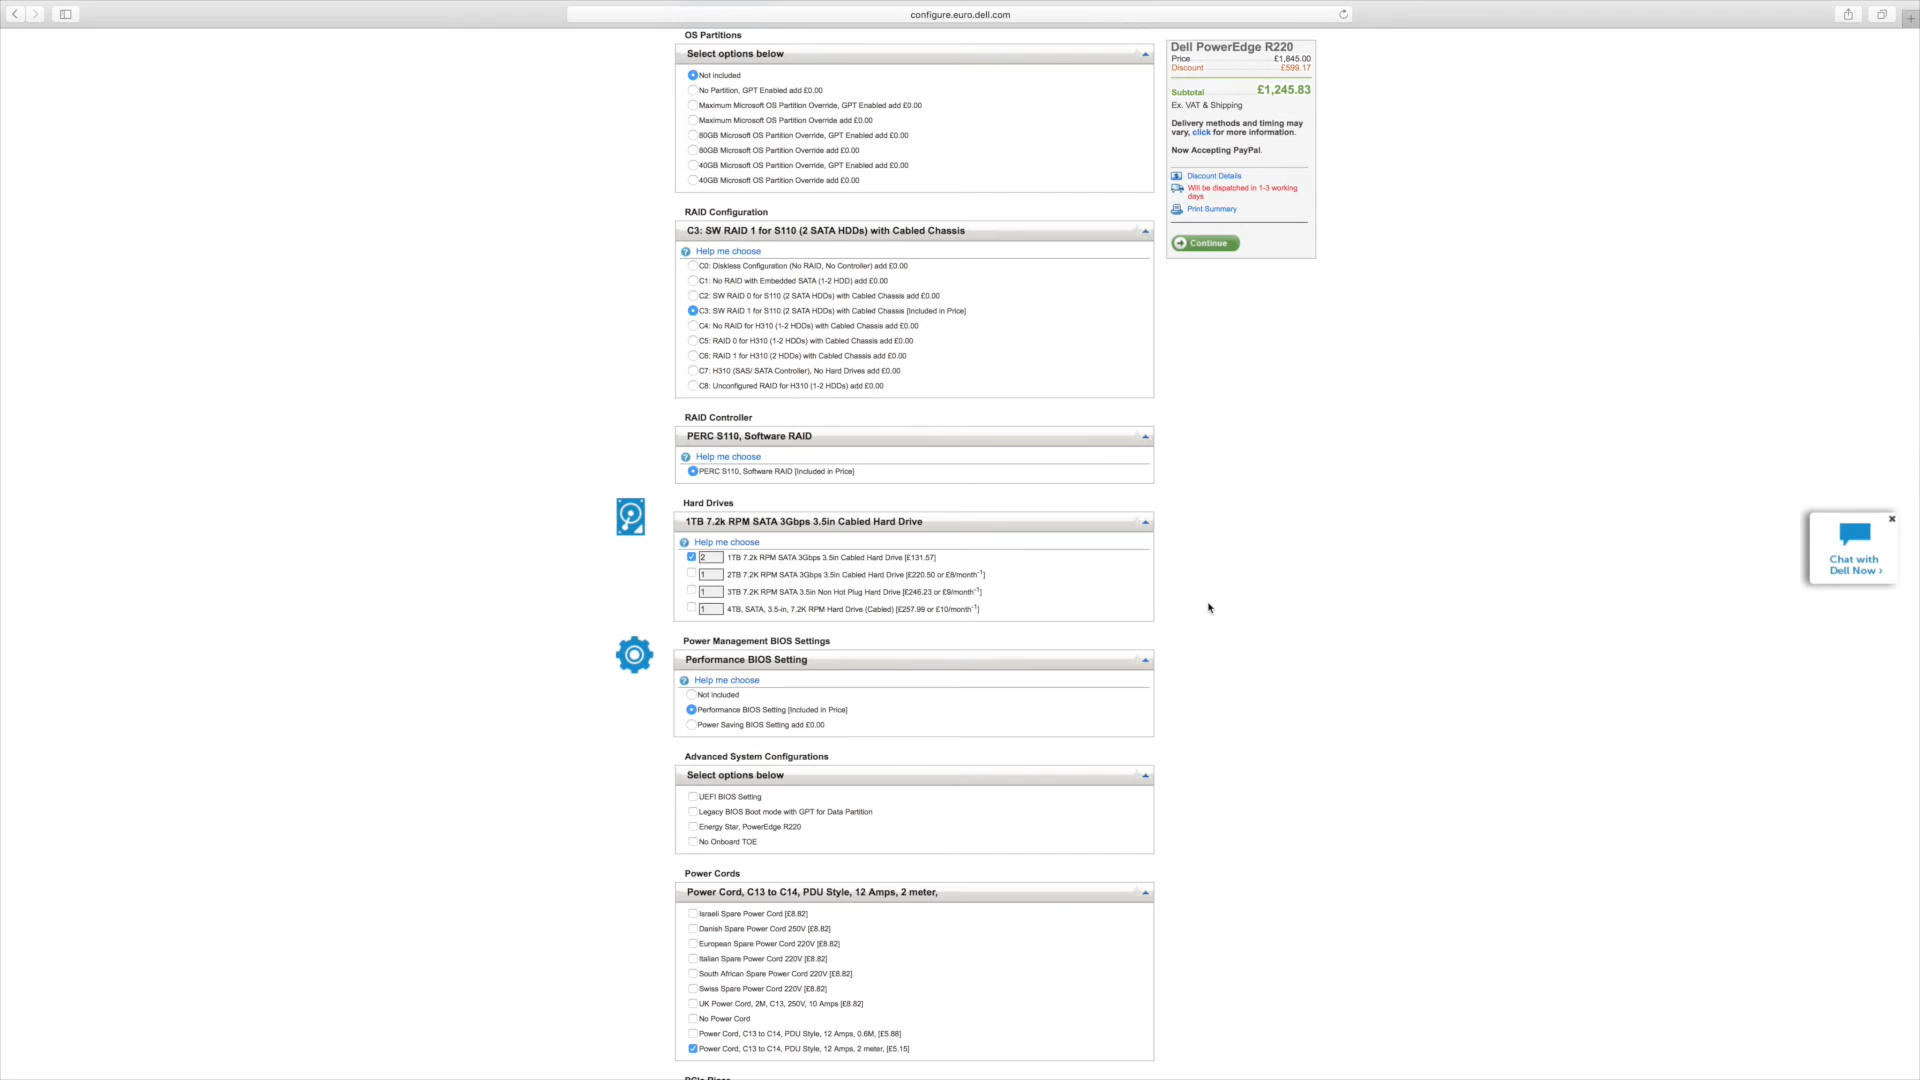 configure.euro.dell.com
OS Partitions
Select options below
Not included
No Partition, GPT Enabled add £0.00
Maximum Microsoft OS Partition Override, GPT Enabled add £0.00
Maximum Microsoft OS Partition Override add £0.00
80GB Microsoft OS Partition Override, GPT Enabled add £0.00
80GB Microsoft OS Partition Override add £0.00
40GB Microsoft OS Partition Override, GPT Enabled add £0.00
40GB Microsoft OS Partition Override add £0.00
RAID Configuration
C3: SW RAID 1 for S110 (2 SATA HDDs) with Cabled Chassis
Help me choose
C0: Diskless Configuration (No RAID, No Controller) add £0.00
C1: No RAID with Embedded SATA (1-2 HDD) add £0.00
C2: SW RAID 0 for S110 (2 SATA HDDs) with Cabled Chassis add £0.00
C3: SW RAID 1 for S110 (2 SATA HDDs) with Cabled Chassis [Included in Price]
C4: No RAID for H310 (1-2 HDDs) with Cabled Chassis add £0.00
C5: RAID 0 for H310 (1-2 HDDs) with Cabled Chassis add £0.00
C6: RAID 1 for H310 (2 HDDs) with Cabled Chassis add £0.00
C7: H310 (SAS/ SATA Controller), No Hard Drives add £0.00
C8: Unconfigured RAID for H310 (1-2 HDDs) add £0.00
RAID Controller
PERC S110, Software RAID
Help me choose
PERC S110, Software RAID [Included in Price]
Hard Drives
1TB 7.2k RPM SATA 3Gbps 3.5in Cabled Hard Drive
Help me choose
2 1TB 7.2k RPM SATA 3Gbps 3.5in Cabled Hard Drive [£131.57]
1 2TB 7.2K RPM SATA 3Gbps 3.5in Cabled Hard Drive [£220.50 or £8/month-1]
1 3TB 7.2K RPM SATA 3.5in Non Hot Plug Hard Drive [£246.23 or £9/month-1]
1 4TB, SATA, 3.5-in, 7.2K RPM Hard Drive (Cabled) [£257.99 or £10/month-1]
Power Management BIOS Settings
Performance BIOS Setting
Help me choose
Not included
Performance BIOS Setting [Included in Price]
Power Saving BIOS Setting add £0.00
Advanced System Configurations
Select options below
UEFI BIOS Setting
Legacy BIOS Boot mode with GPT for Data Partition
Energy Star, PowerEdge R220
No Onboard TOE
Power Cords
Power Cord, C13 to C14, PDU Style, 12 Amps, 2 meter,
Israeli Spare Power Cord [£8.82]
Danish Spare Power Cord 250V [£8.82]
European Spare Power Cord 220V [£8.82]
Italian Spare Power Cord 220V [£8.82]
South African Spare Power Cord 220V [£8.82]
Swiss Spare Power Cord 220V [£8.82]
UK Power Cord, 2M, C13, 250V, 10 Amps [£8.82]
No Power Cord
Power Cord, C13 to C14, PDU Style, 12 Amps, 0.6M, [£5.88]
Power Cord, C13 to C14, PDU Style, 12 Amps, 2 meter, [£5.15]
Dell PowerEdge R220
Price £1,845.00
Discount £599.17
Subtotal £1,245.83
Ex. VAT & Shipping
Delivery methods and timing may
vary, click for more information.
Now Accepting PayPal.
Discount Details
Will be dispatched in 1-3 working
days
Print Summary
Continue
Chat with
Dell Now ›